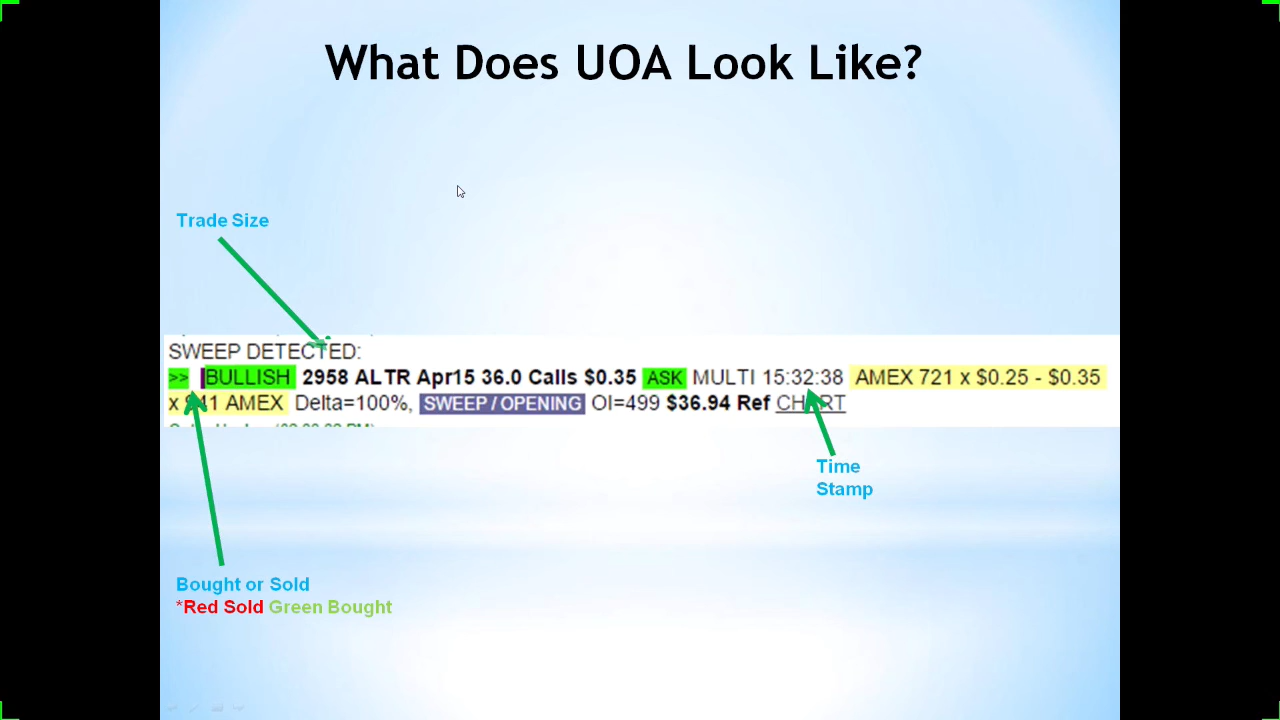 What Does UOA Look Like?
Trade Size
SWEEP DETECTED:
>> BULLISH 2958 ALTR Apr15 36.0 Calls $0.35 ASK MULTI 15:32:38 AMEX 721 x $0.25 - $0.35
x 941 AMEX Delta=100%, SWEEP / OPENING OI=499 $36.94 Ref CHART
Time
Stamp
Bought or Sold
*Red Sold Green Bought